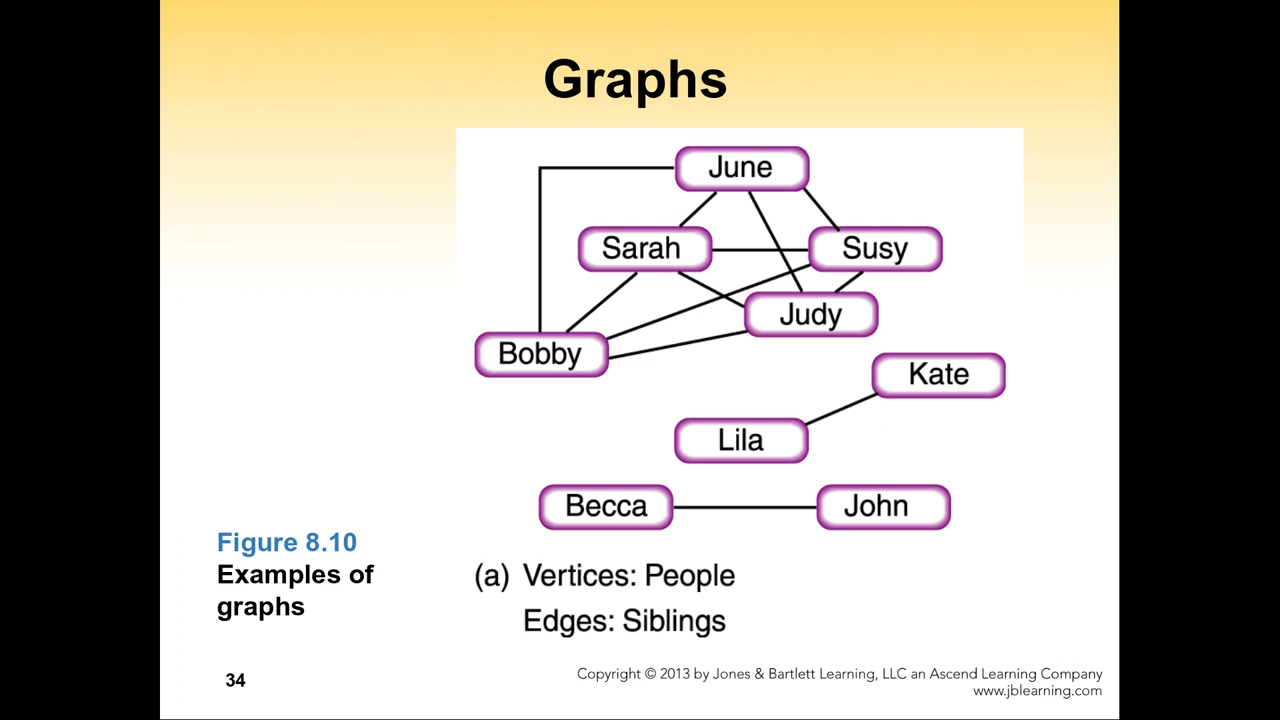 Graphs
June
Sarah
Susy
Judy
Bobby
Kate
Lila
Becca
John
Figure 8.10
Examples of
graphs
(a) Vertices: People
Edges: Siblings
34
Copyright © 2013 by Jones & Bartlett Learning, LLC an Ascend Learning Company
www.jblearning.com